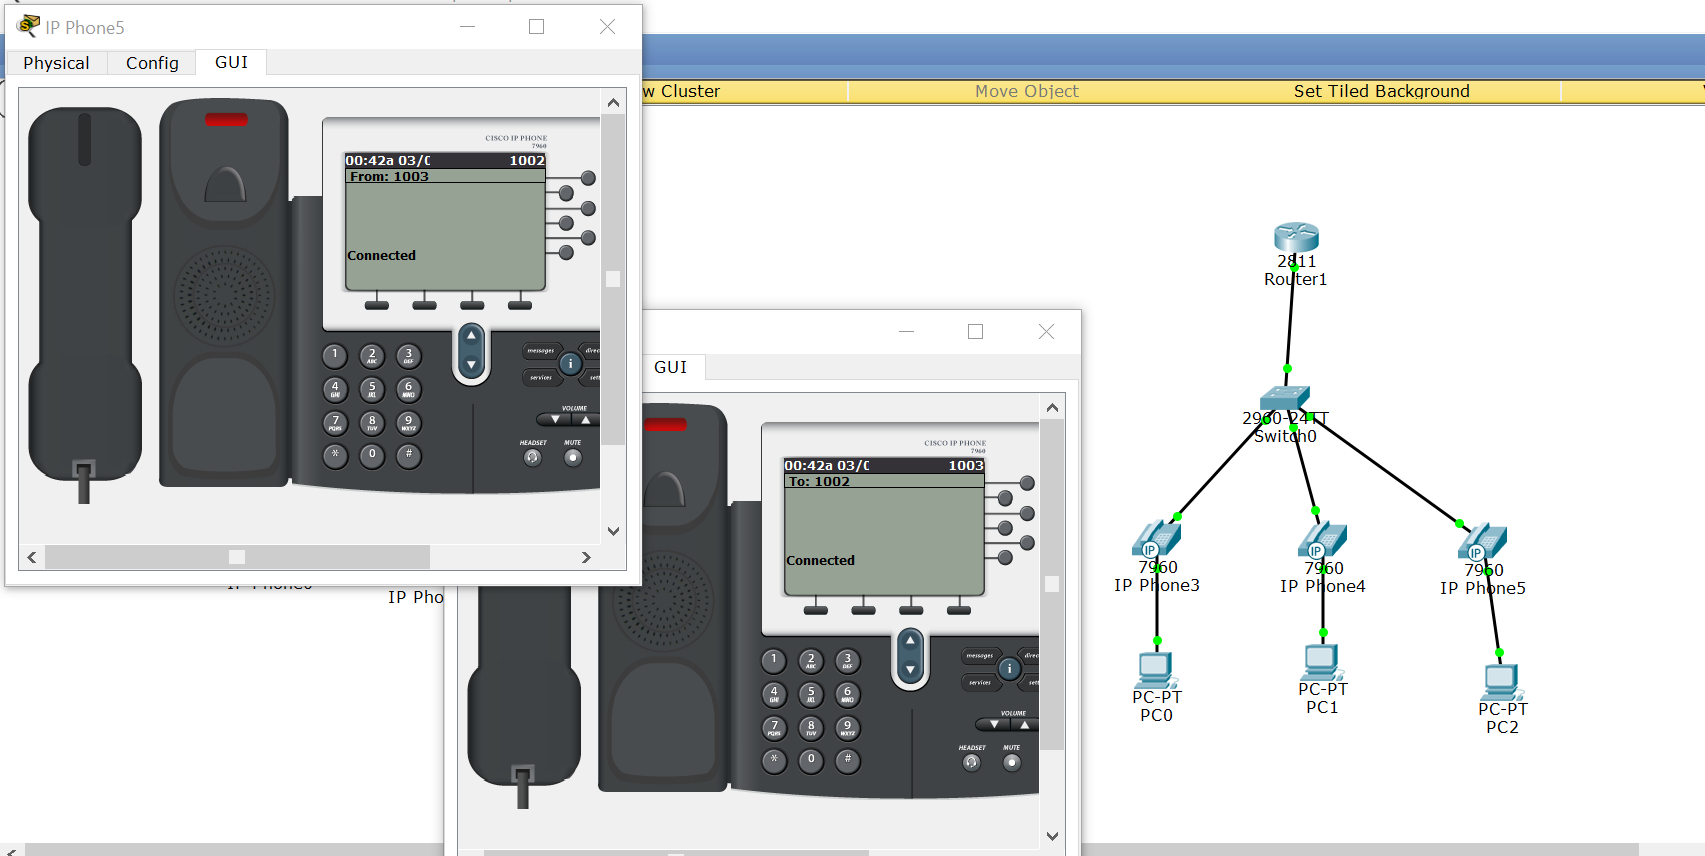 IP Phone5
Physical Config GUI
w Cluster Move Object Set Tiled Background
CISCO IP PHONE
7960
00:42a 03/0 1002
From: 1003
Connected
1 2 ABC 3 DEF
4 GHI 5 JKL 6 MNO
7 PQRS 8 TUV 9 WXYZ
* 0 #
messages direc
i
services sett
VOLUME
HEADSET MUTE
IP Pho
GUI
CISCO IP PHONE
7960
00:42a 03/0 1003
To: 1002
Connected
1 2 ABC 3 DEF
4 GHI 5 JKL 6 MNO
7 PQRS 8 TUV 9 WXYZ
* 0 #
messages direc
i
services sett
VOLUME
HEADSET MUTE
2811
Router1
2960-24TT
Switch0
IP
7960
IP Phone3
IP
7960
IP Phone4
IP
7960
IP Phone5
PC-PT
PC0
PC-PT
PC1
PC-PT
PC2